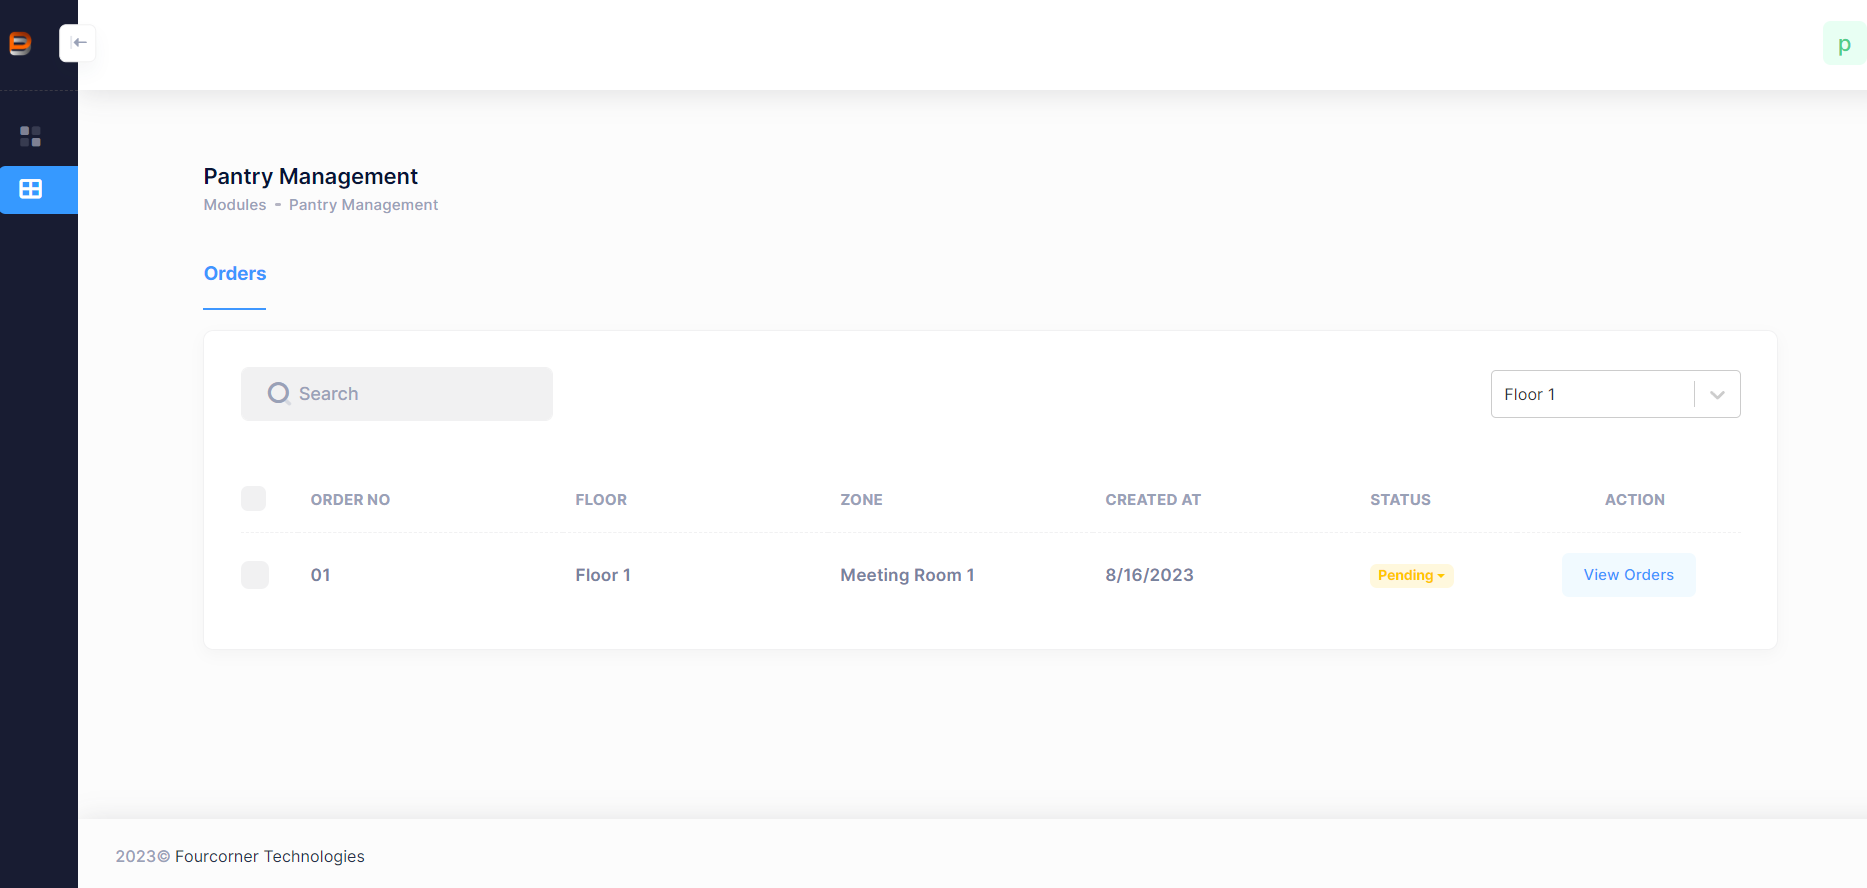 p
Pantry Management
Modules - Pantry Management
Orders
Search
Floor 1
ORDER NO FLOOR ZONE CREATED AT STATUS ACTION
01 Floor 1 Meeting Room 1 8/16/2023 Pending View Orders
2023© Fourcorner Technologies